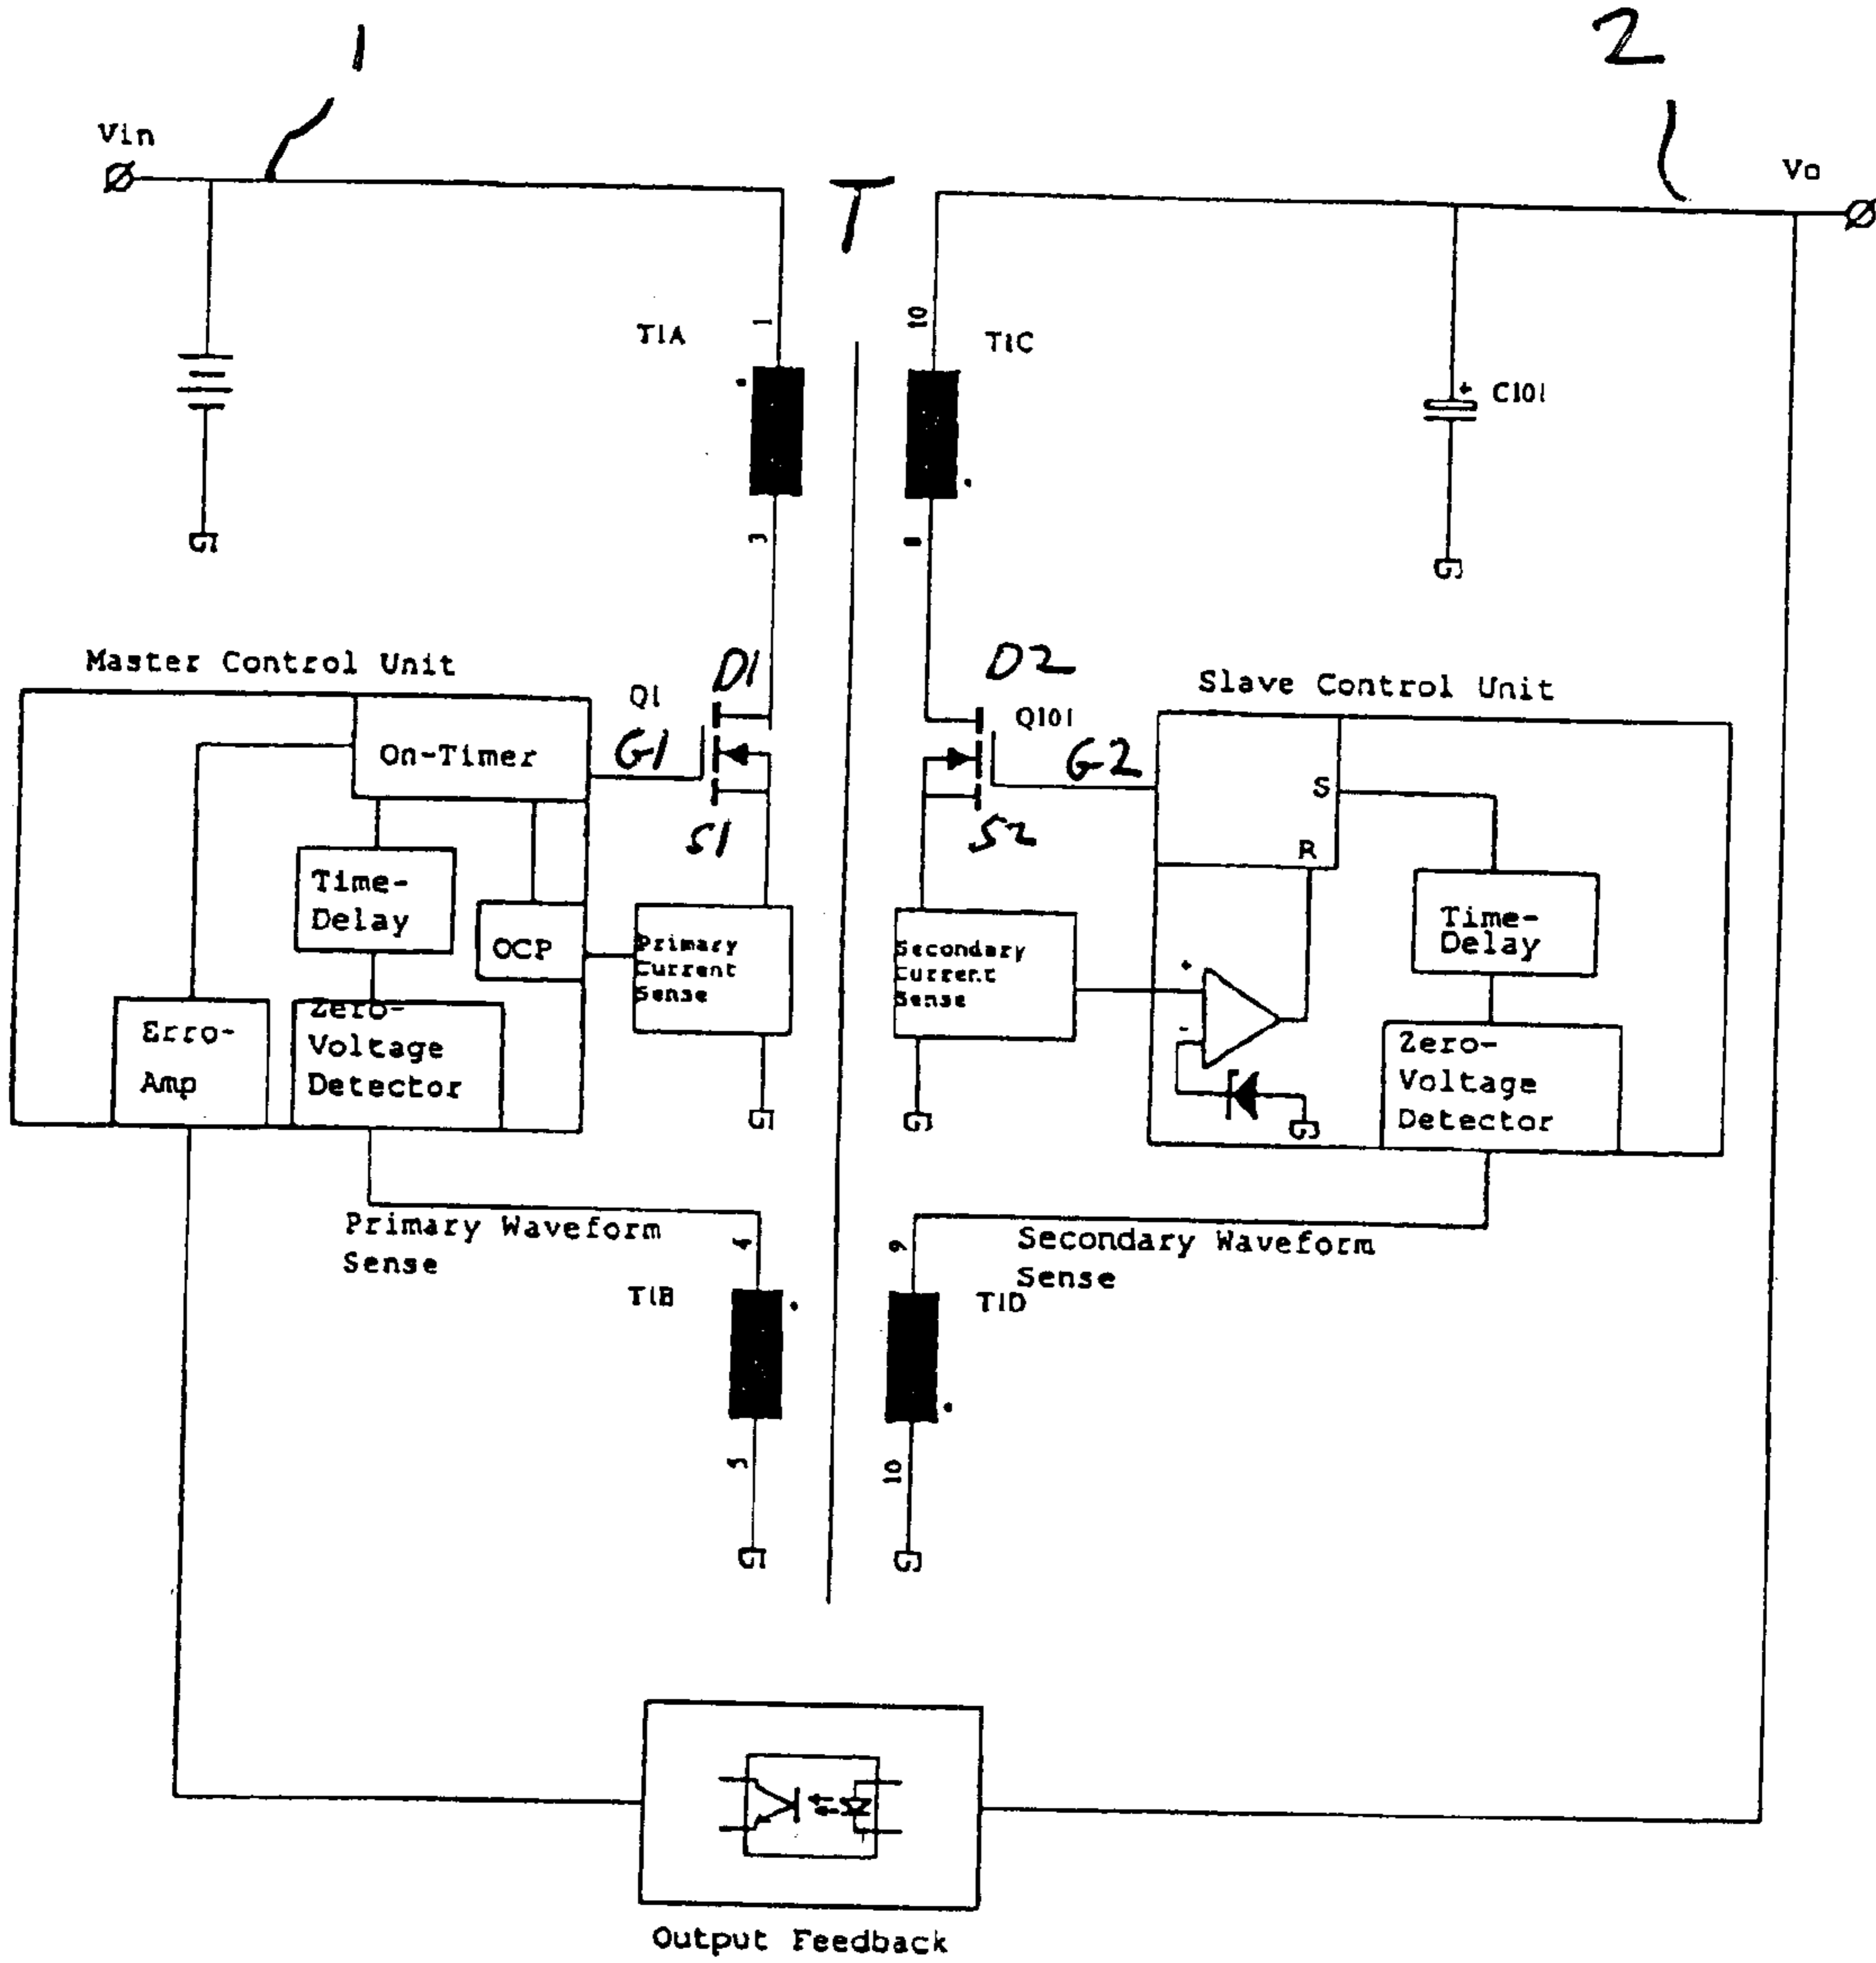 1
2
Vin
T
Vo
1
10
T1A
T1C
+ C101
3
8
G
G
Master Control Unit
D1
D2
Slave Control Unit
Q1
Q101
On-Timer
G1
G2
S
S1
S2
R
Time-
Delay
OCP
Primary
Current
Sense
Secondary
Current
Sense
+
-
Time-
Delay
Erro-
Amp
Zero-
Voltage
Detector
G
G
G
Zero-
Voltage
Detector
Primary Waveform
Sense
4
9
Secondary Waveform
Sense
T1B
T1D
5
10
G
G
Output Feedback